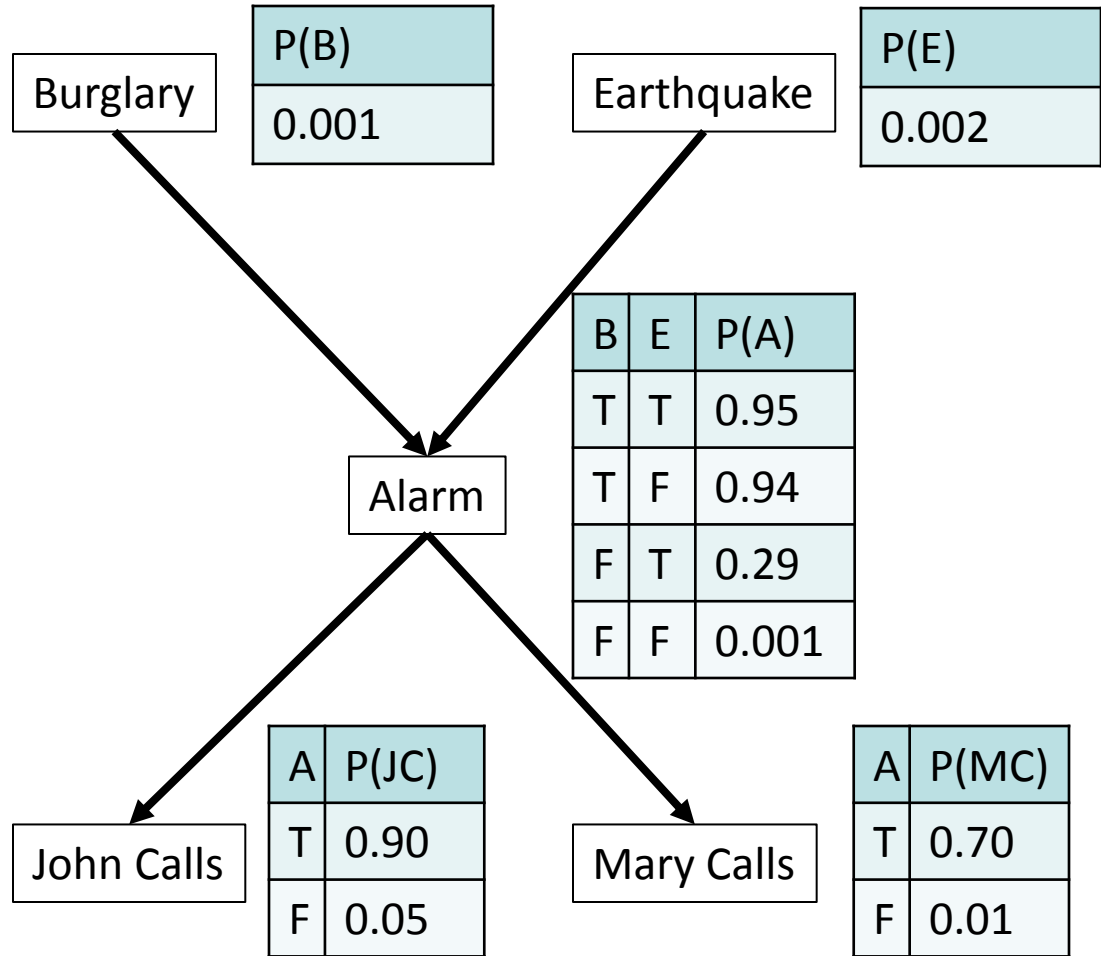 Burglary
P(B)
0.001
Earthquake
P(E)
0.002
B E P(A)
T T 0.95
T F 0.94
F T 0.29
F F 0.001
Alarm
John Calls
A P(JC)
T 0.90
F 0.05
Mary Calls
A P(MC)
T 0.70
F 0.01